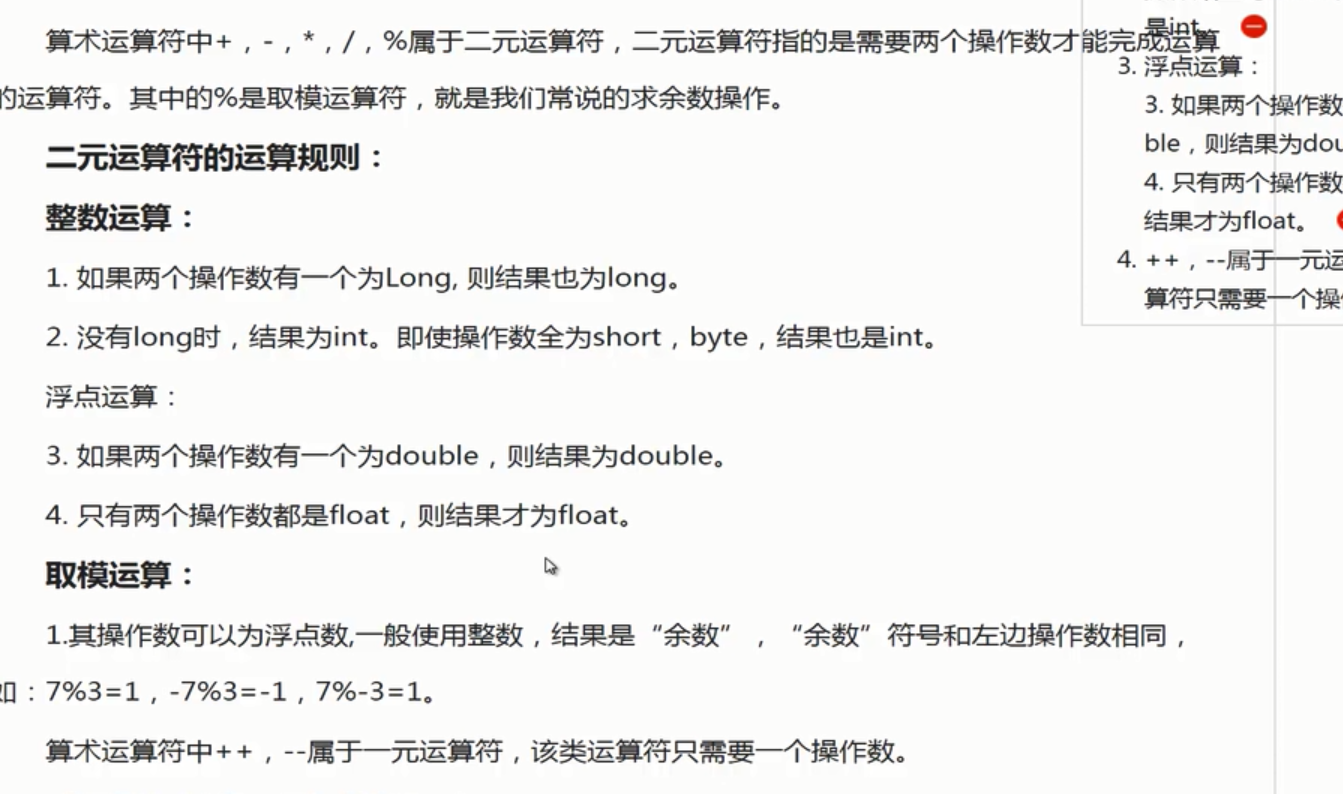 算术运算符中+，-，*，/，%属于二元运算符，二元运算符指的是需要两个操作数才能完成运算
的运算符。其中的%是取模运算符，就是我们常说的求余数操作。
二元运算符的运算规则：
整数运算：
1. 如果两个操作数有一个为Long, 则结果也为long。
2. 没有long时，结果为int。即使操作数全为short，byte，结果也是int。
浮点运算：
3. 如果两个操作数有一个为double，则结果为double。
4. 只有两个操作数都是float，则结果才为float。
取模运算：
1.其操作数可以为浮点数,一般使用整数，结果是“余数”，“余数”符号和左边操作数相同，
如：7%3=1，-7%3=-1，7%-3=1。
算术运算符中++，--属于一元运算符，该类运算符只需要一个操作数。
是int。
3. 浮点运算：
3. 如果两个操作数
ble，则结果为dou
4. 只有两个操作数
结果才为float。
4. ++，--属于一元运
算符只需要一个操